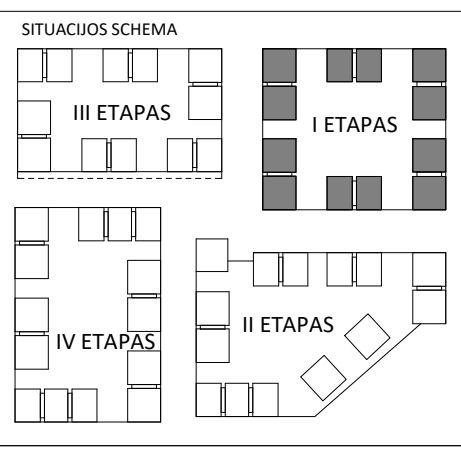 SITUACIJOS SCHEMA
III ETAPAS
I ETAPAS
IV ETAPAS
II ETAPAS